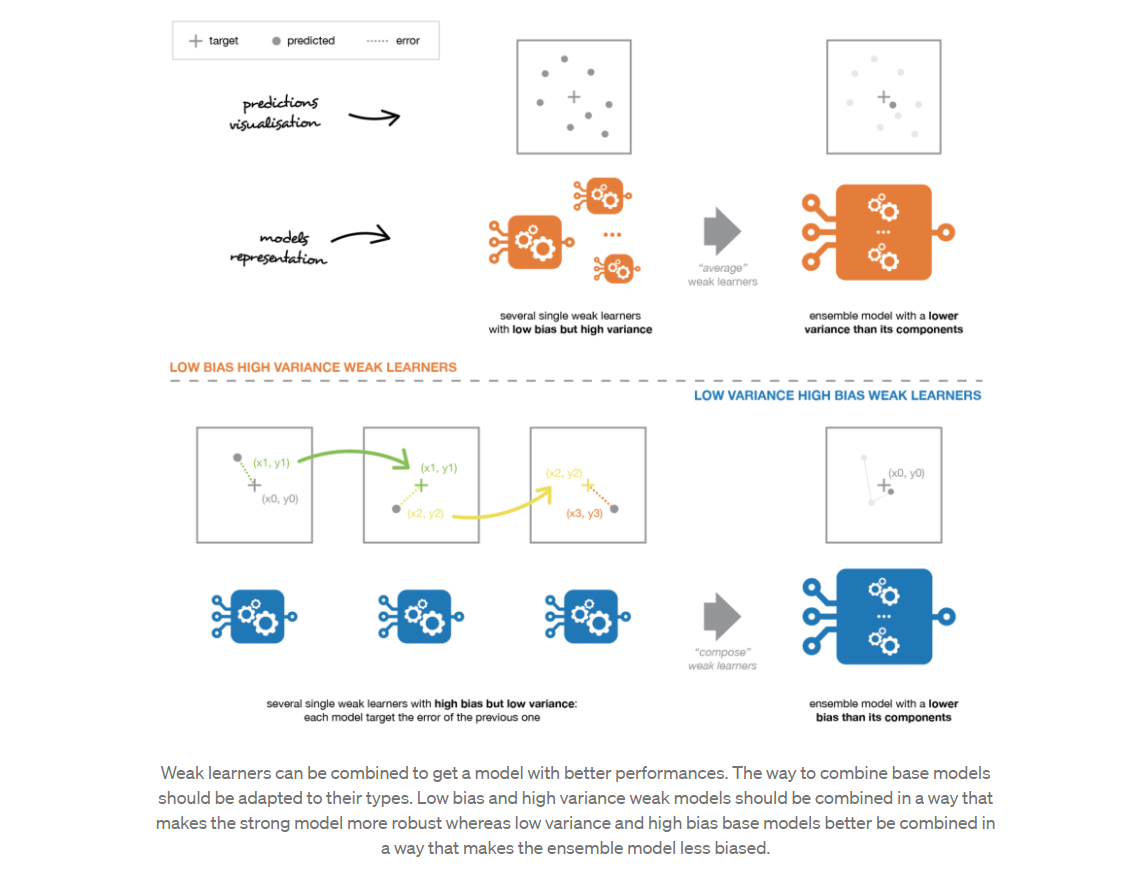 target predicted error
predictions
visualisation
models
representation
...
...
"average"
weak learners
several single weak learners
with low bias but high variance
ensemble model with a lower
variance than its components
LOW BIAS HIGH VARIANCE WEAK LEARNERS
LOW VARIANCE HIGH BIAS WEAK LEARNERS
(x1, y1)
(x0, y0)
(x1, y1)
(x2, y2)
(x2, y2)
(x3, y3)
(x0, y0)
...
"compose"
weak learners
several single weak learners with high bias but low variance:
each model target the error of the previous one
ensemble model with a lower
bias than its components
Weak learners can be combined to get a model with better performances. The way to combine base models
should be adapted to their types. Low bias and high variance weak models should be combined in a way that
makes the strong model more robust whereas low variance and high bias base models better be combined in
a way that makes the ensemble model less biased.